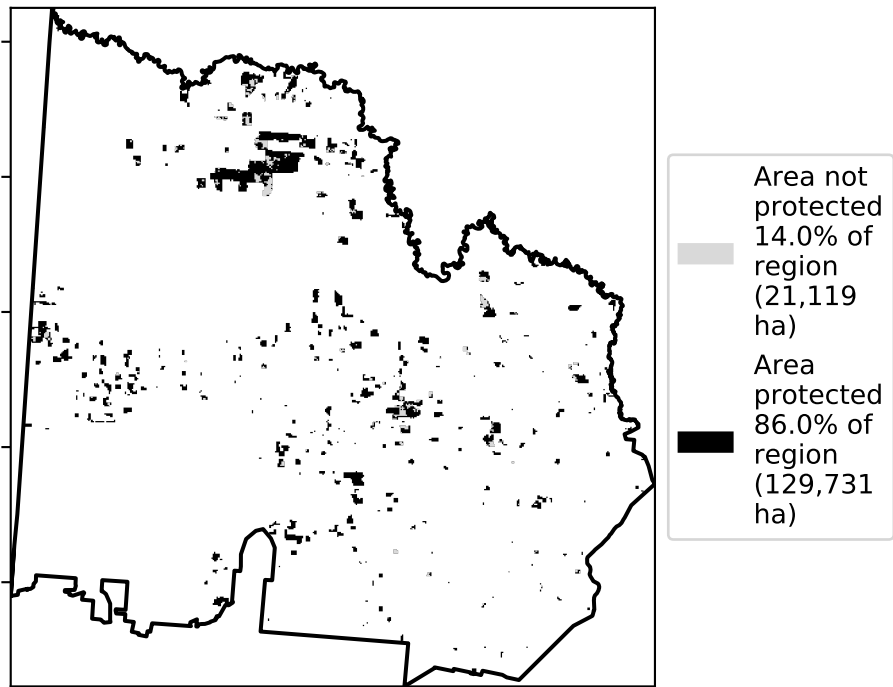 Area not
protected
14.0% of
region
(21,119
ha)
Area
protected
86.0% of
region
(129,731
ha)